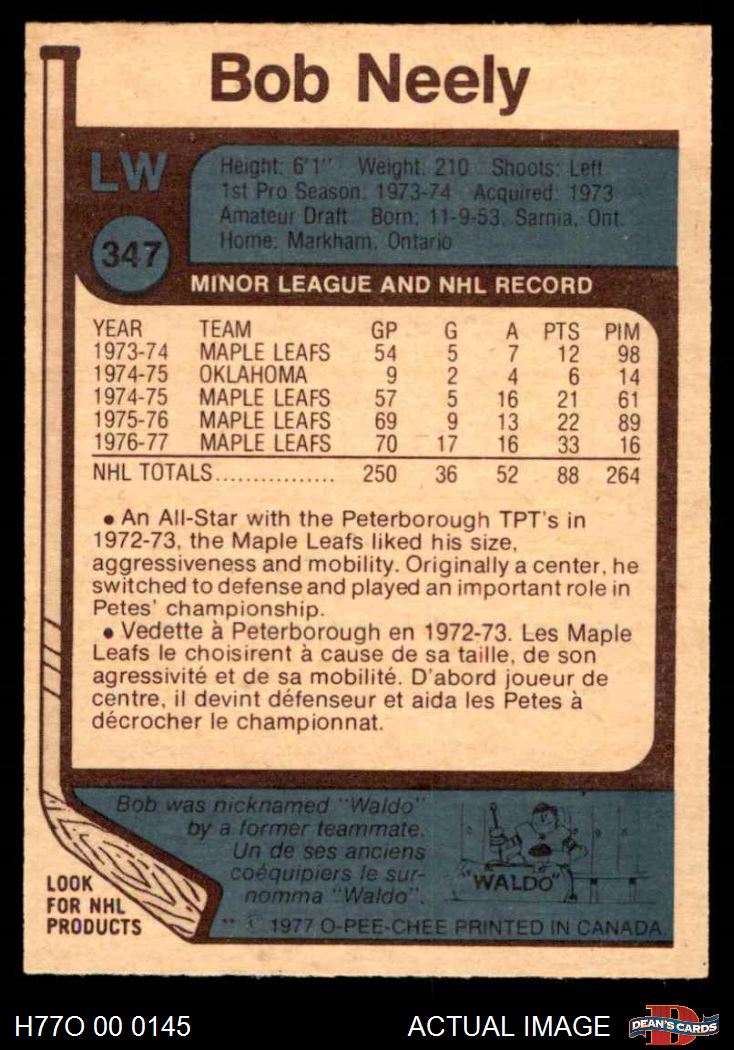 Bob Neely
LW
Height: 6'1" Weight: 210 Shoots: Left
1st Pro Season: 1973-74 Acquired: 1973
Amateur Draft Born: 11-9-53, Sarnia, Ont.
Home: Markham, Ontario
347
MINOR LEAGUE AND NHL RECORD
YEAR TEAM GP G A PTS PIM
1973-74 MAPLE LEAFS 54 5 7 12 98
1974-75 OKLAHOMA 9 2 4 6 14
1974-75 MAPLE LEAFS 57 5 16 21 61
1975-76 MAPLE LEAFS 69 9 13 22 89
1976-77 MAPLE LEAFS 70 17 16 33 16
NHL TOTALS................ 250 36 52 88 264
• An All-Star with the Peterborough TPT's in
1972-73, the Maple Leafs liked his size,
aggressiveness and mobility. Originally a center, he
switched to defense and played an important role in
Petes' championship.
• Vedette à Peterborough en 1972-73. Les Maple
Leafs le choisirent à cause de sa taille, de son
agressivité et de sa mobilité. D'abord joueur de
centre, il devint défenseur et aida les Petes à
décrocher le championnat.
Bob was nicknamed "Waldo"
by a former teammate.
Un de ses anciens
coéquipiers le sur-
nomma "Waldo".
"WALDO"
LOOK
FOR NHL
PRODUCTS
** © 1977 O-PEE-CHEE PRINTED IN CANADA.
H77O 00 0145
ACTUAL IMAGE
D
DEAN'S CARDS